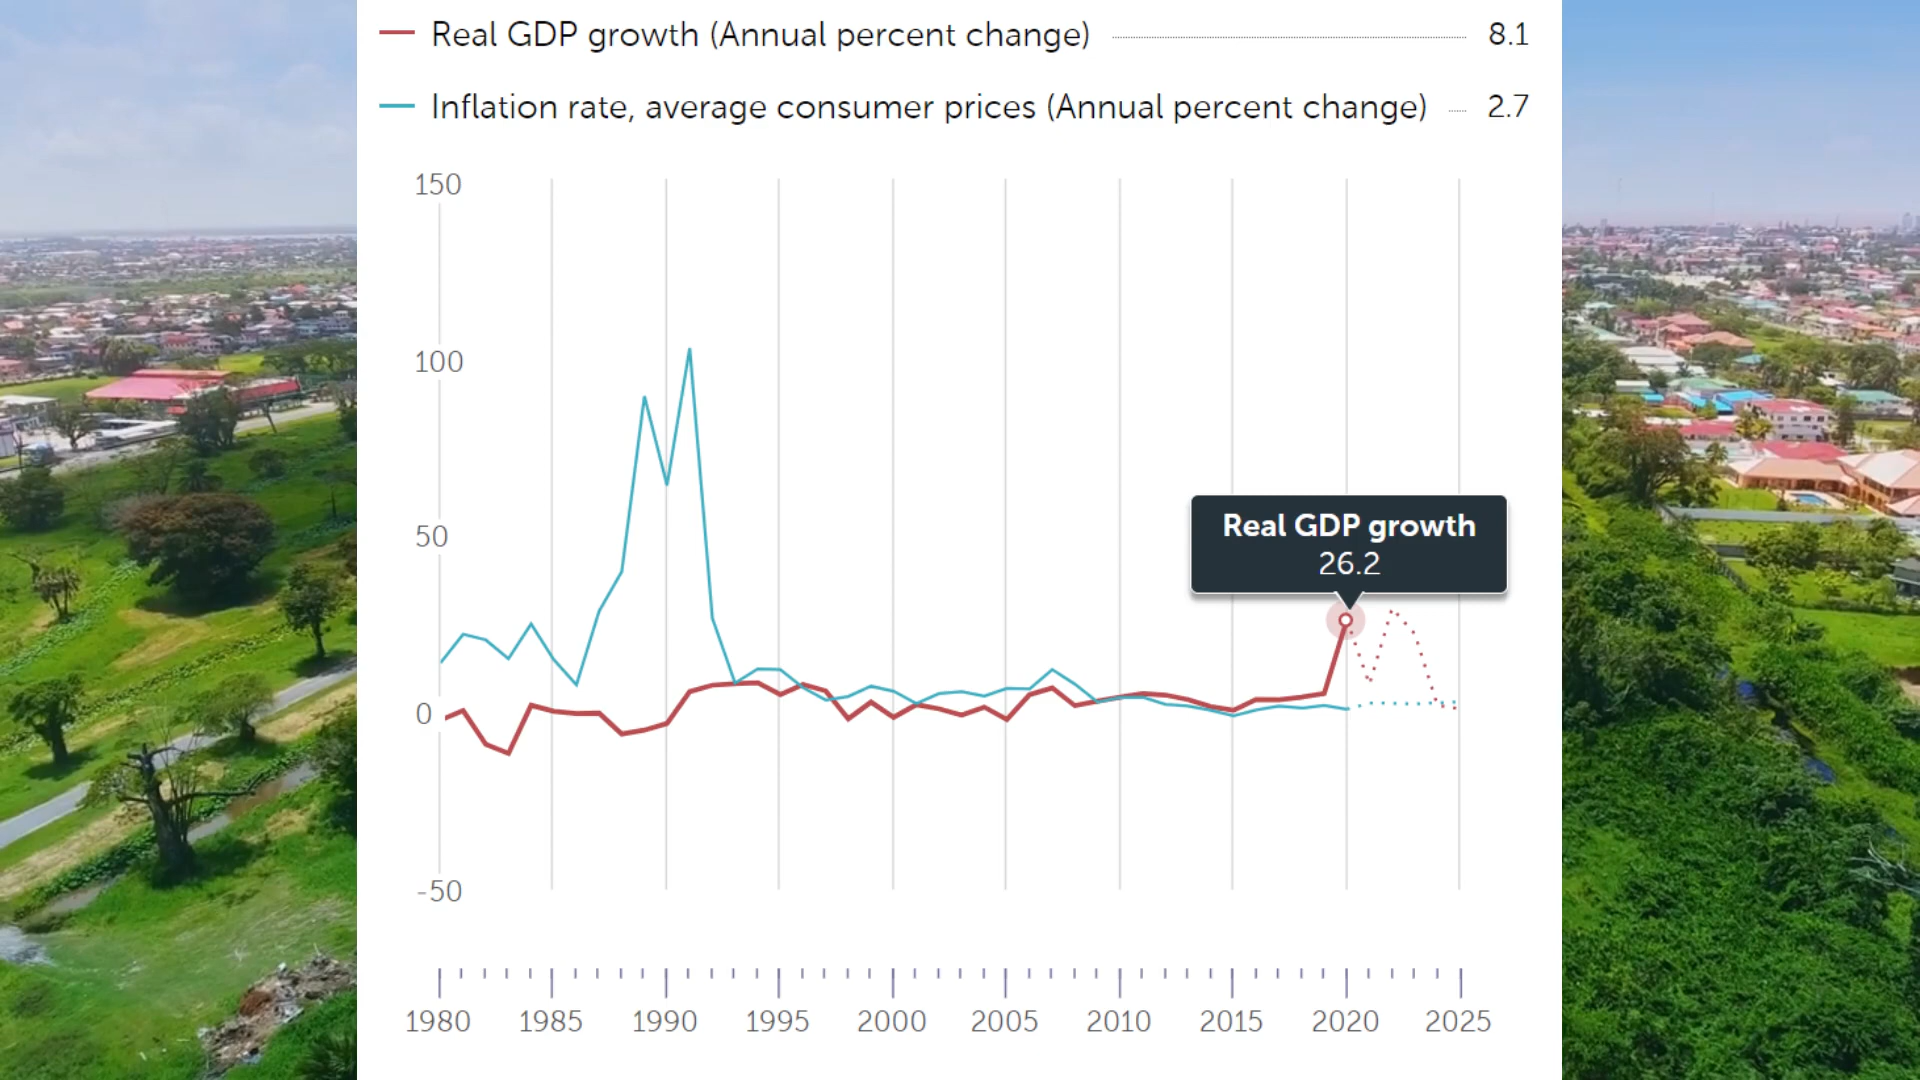 Real GDP growth (Annual percent change) 8.1
Inflation rate, average consumer prices (Annual percent change) 2.7
150
100
50
0
-50
Real GDP growth
26.2
1980 1985 1990 1995 2000 2005 2010 2015 2020 2025